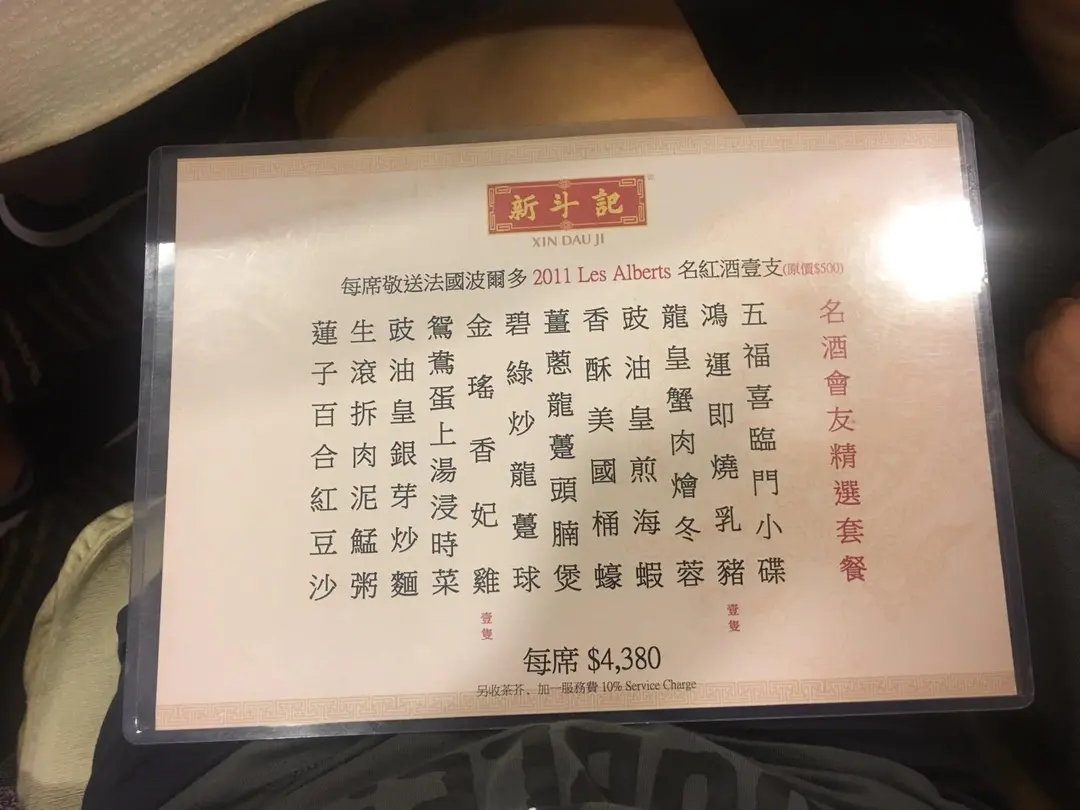 新斗記
XIN DAU JI
每席敬送法國波爾多 2011 Les Alberts 名紅酒壹支(原價$500)
名酒會友精選套餐
五福喜臨門小碟
鴻運即燒乳豬 壹隻
龍皇蟹肉燴冬蓉
豉油皇煎海蝦
香酥美國桶蠔
薑蔥龍躉頭腩煲
碧綠炒龍躉球
金瑤香妃雞 壹隻
鴛鴦蛋上湯浸時菜
豉油皇銀芽炒麵
生滾拆肉泥鯭粥
蓮子百合紅豆沙
每席 $4,380
另收茶芥、加一服務費 10% Service Charge